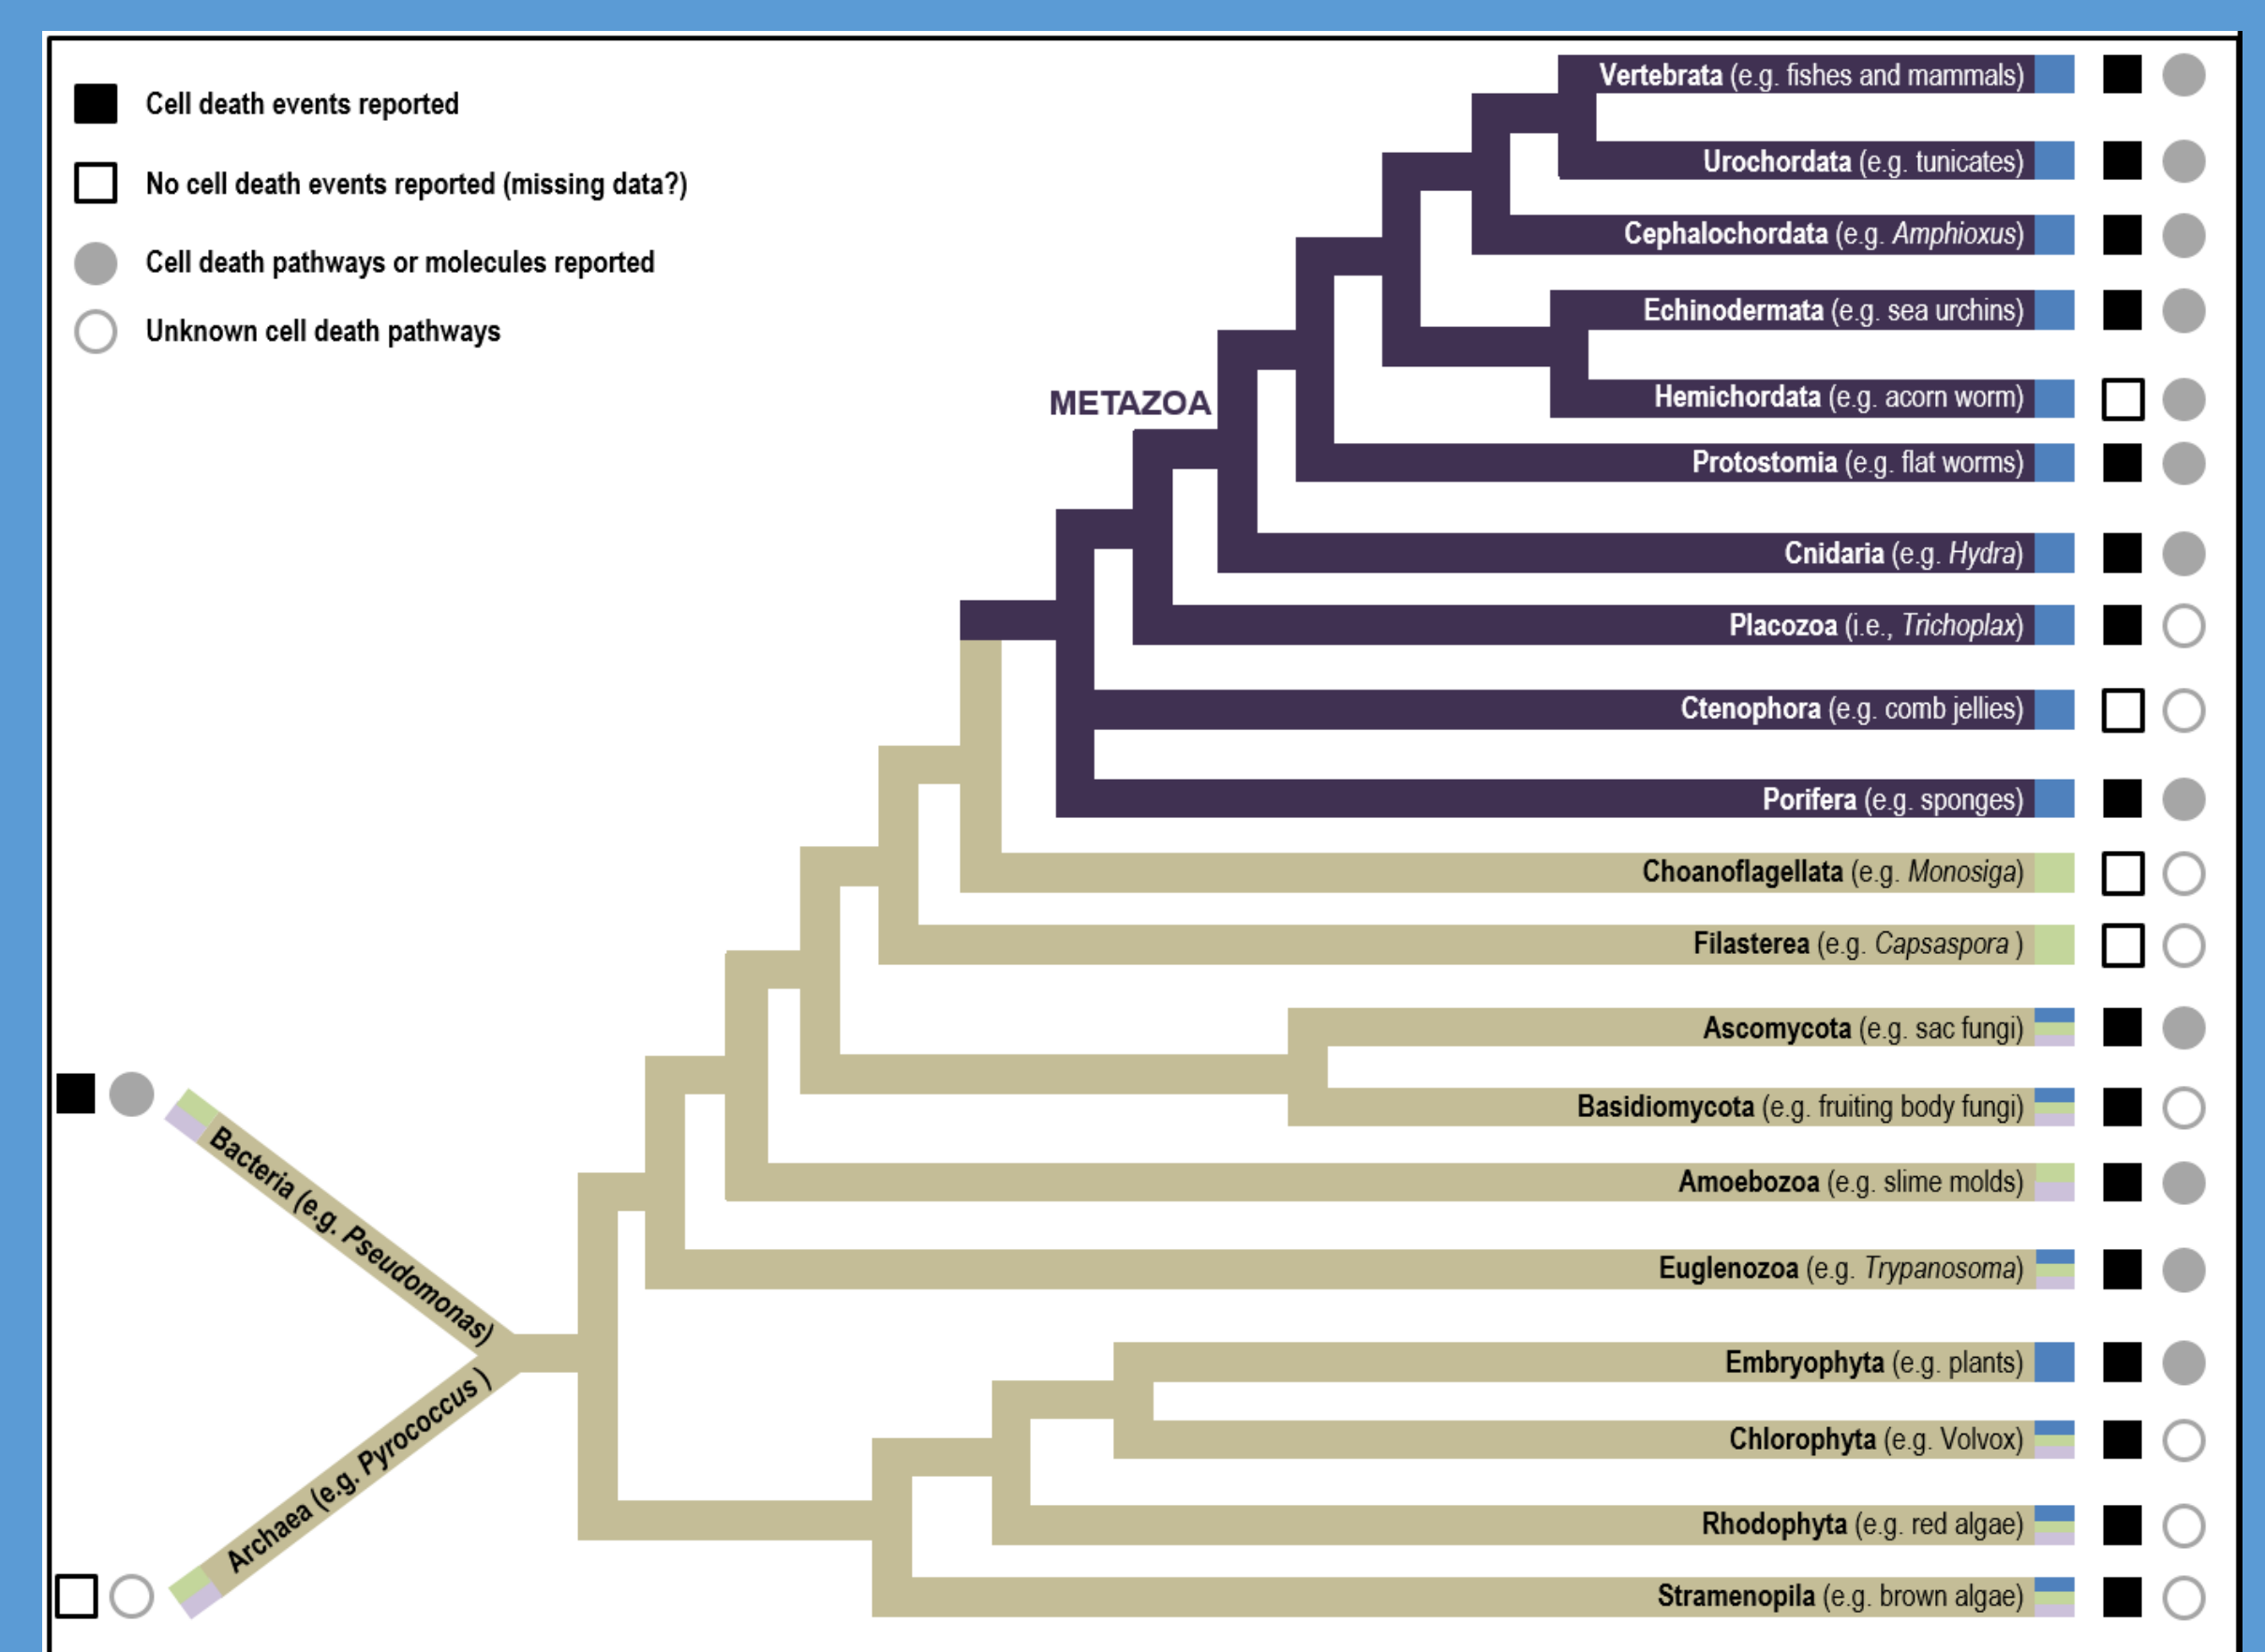 Cell death events reported
No cell death events reported (missing data?)
Cell death pathways or molecules reported
Unknown cell death pathways
METAZOA
Vertebrata (e.g. fishes and mammals)
Urochordata (e.g. tunicates)
Cephalochordata (e.g. Amphioxus)
Echinodermata (e.g. sea urchins)
Hemichordata (e.g. acorn worm)
Protostomia (e.g. flat worms)
Cnidaria (e.g. Hydra)
Placozoa (i.e., Trichoplax)
Ctenophora (e.g. comb jellies)
Porifera (e.g. sponges)
Choanoflagellata (e.g. Monosiga)
Filasterea (e.g. Capsaspora )
Ascomycota (e.g. sac fungi)
Basidiomycota (e.g. fruiting body fungi)
Amoebozoa (e.g. slime molds)
Euglenozoa (e.g. Trypanosoma)
Embryophyta (e.g. plants)
Chlorophyta (e.g. Volvox)
Rhodophyta (e.g. red algae)
Stramenopila (e.g. brown algae)
Bacteria (e.g. Pseudomonas)
Archaea (e.g. Pyrococcus )